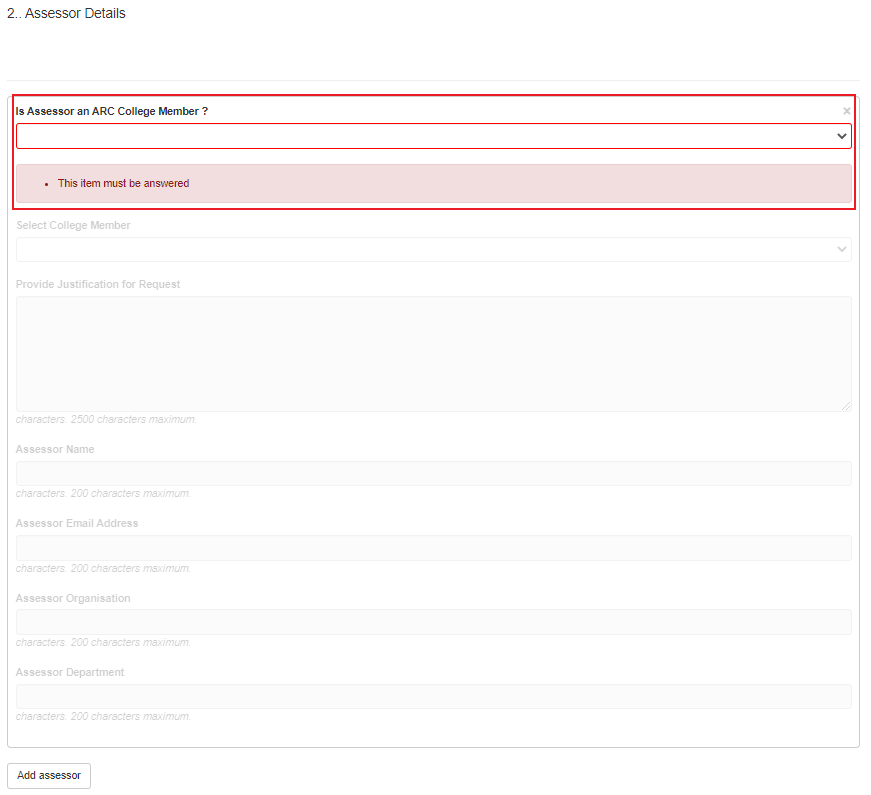 2.. Assessor Details
Is Assessor an ARC College Member ?
×
This item must be answered
Select College Member
Provide Justification for Request
characters. 2500 characters maximum.
Assessor Name
characters. 200 characters maximum.
Assessor Email Address
characters. 200 characters maximum.
Assessor Organisation
characters. 200 characters maximum.
Assessor Department
characters. 200 characters maximum.
Add assessor